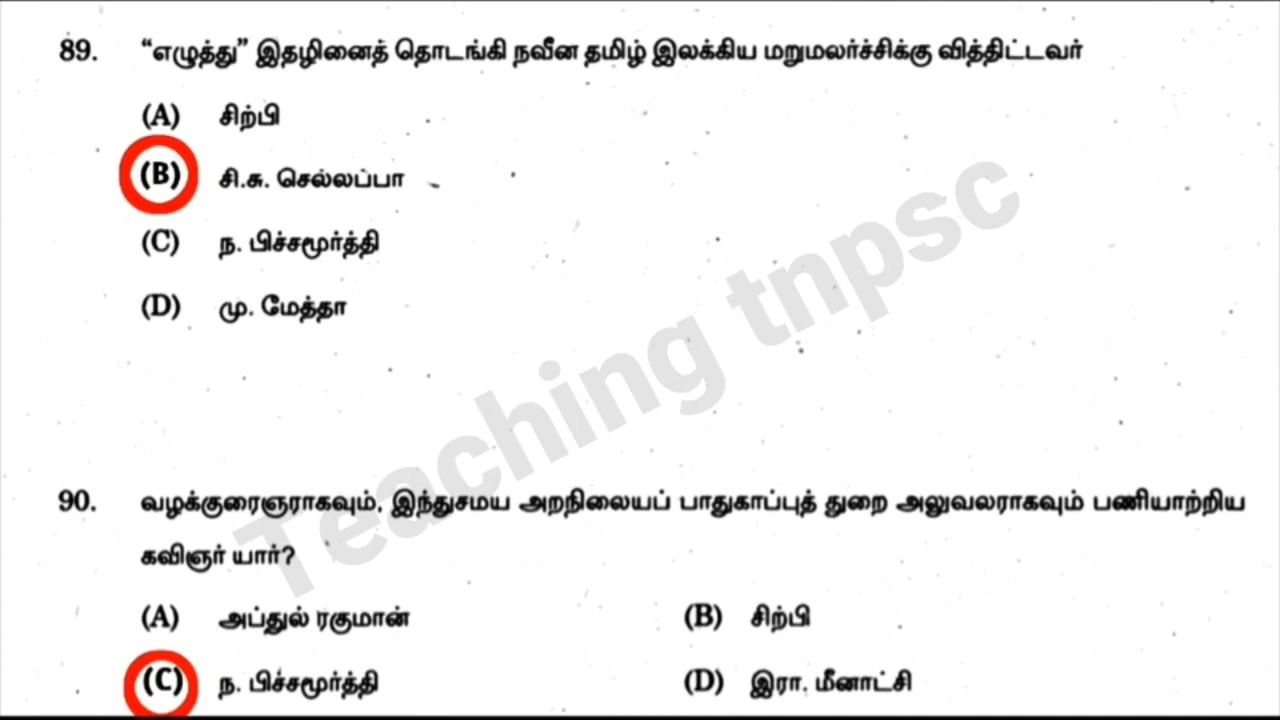 89. “எழுத்து” இதழினைத் தொடங்கி நவீன தமிழ் இலக்கிய மறுமலர்ச்சிக்கு வித்திட்டவர்
(A) சிற்பி
(B) சி.சு. செல்லப்பா
(C) ந. பிச்சமூர்த்தி
(D) மு. மேத்தா
Teaching tnpsc
90. வழக்குரைஞராகவும், இந்துசமய அறநிலையப் பாதுகாப்புத் துறை அலுவலராகவும் பணியாற்றிய
கவிஞர் யார்?
(A) அப்துல் ரகுமான் (B) சிற்பி
(C) ந. பிச்சமூர்த்தி (D) இரா. மீனாட்சி